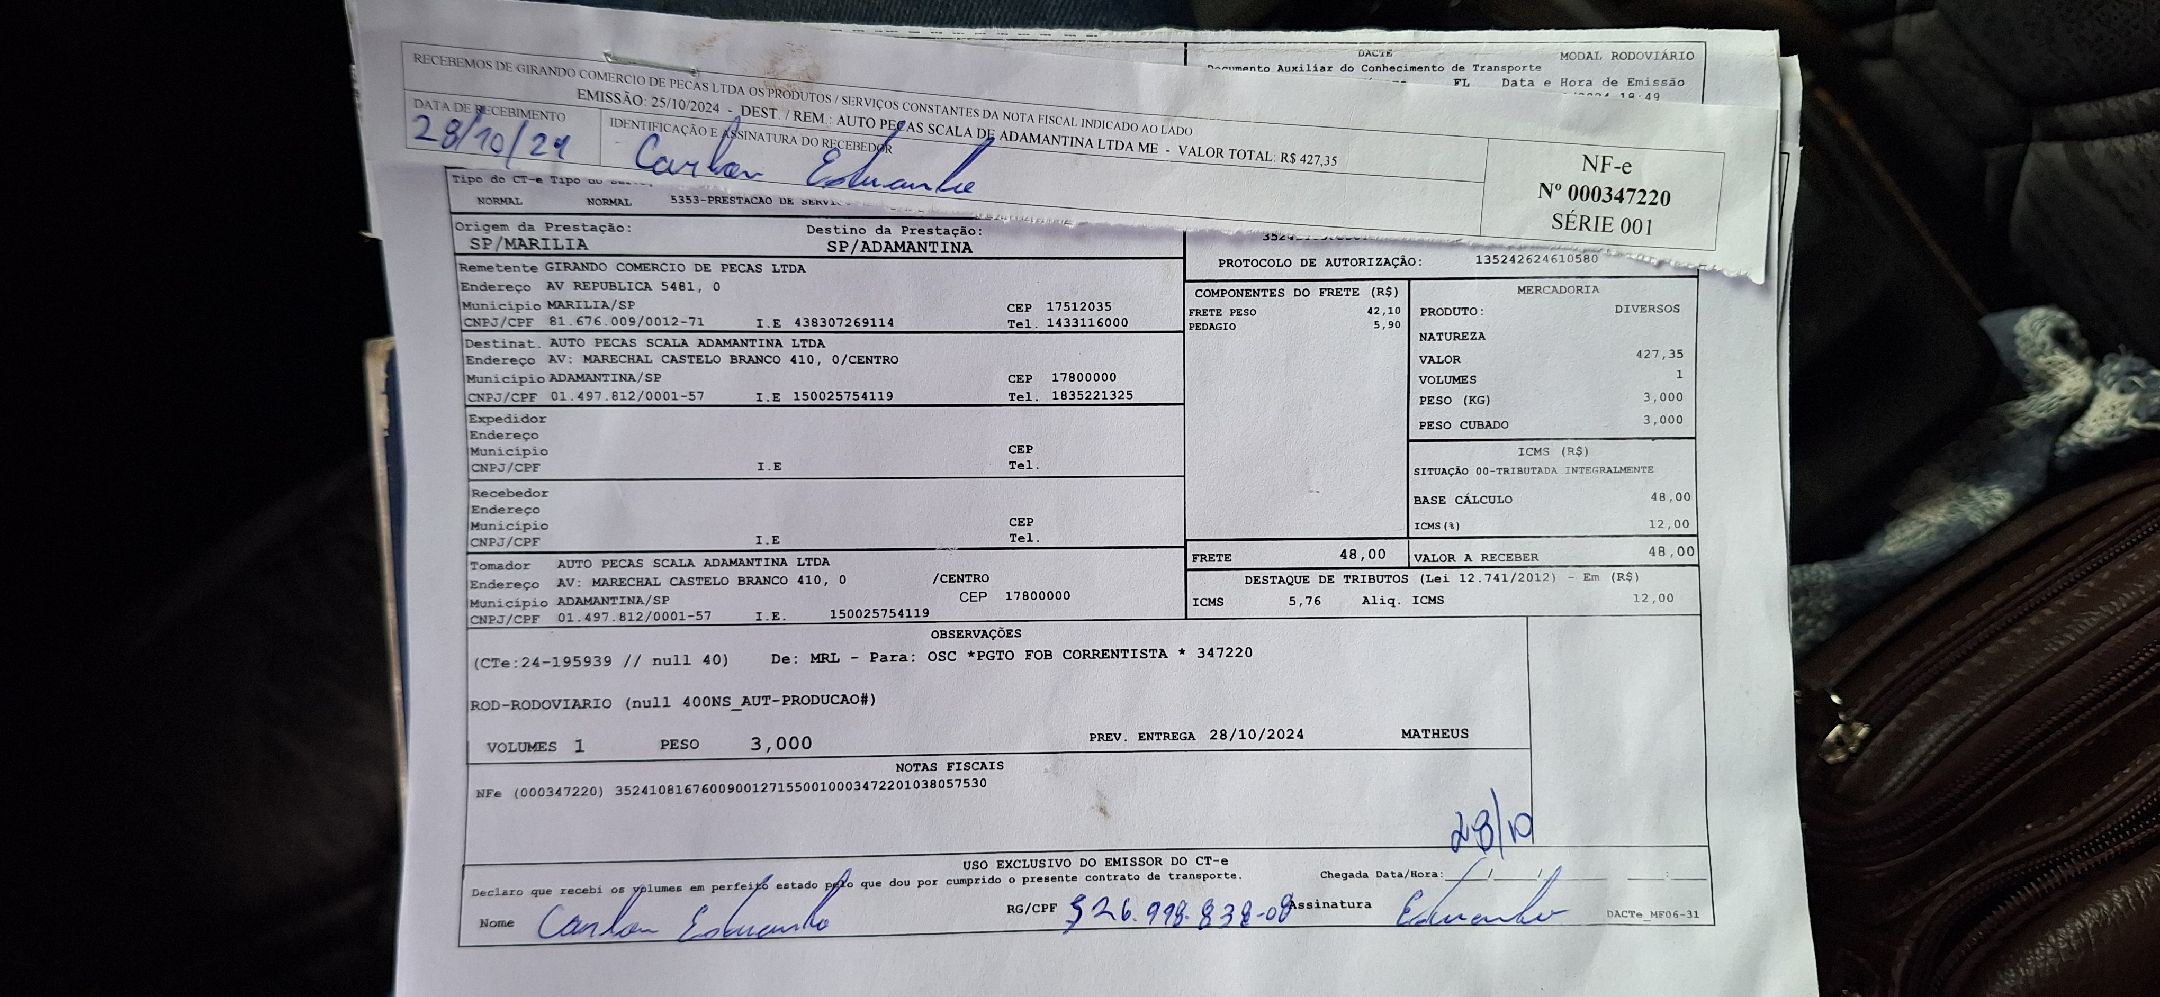 RECEBEMOS DE GIRANDO COMERCIO DE PECAS LTDA OS PRODUTOS / SERVIÇOS CONSTANTES DA NOTA FISCAL INDICADO AO LADO
EMISSÃO: 25/10/2024 - DEST. / REM.: AUTO PEÇAS SCALA DE ADAMANTINA LTDA ME - VALOR TOTAL: R$ 427,35
DATA DE RECEBIMENTO
28/10/24
IDENTIFICAÇÃO E ASSINATURA DO RECEBEDOR
NF-e
Nº 000347220
SÉRIE 001
DACTE
MODAL RODOVIÁRIO
Documento Auxiliar do Conhecimento de Transporte
FL Data e Hora de Emissão
18:49
Tipo do CT-e
NORMAL NORMAL 5353-PRESTACAO DE
Origem da Prestação: Destino da Prestação:
SP/MARILIA SP/ADAMANTINA
Remetente GIRANDO COMERCIO DE PECAS LTDA
Endereço AV REPUBLICA 5481, 0
Município MARILIA/SP CEP 17512035
CNPJ/CPF 81.676.009/0012-71 I.E 438307269114 Tel. 1433116000
Destinat. AUTO PECAS SCALA ADAMANTINA LTDA
Endereço AV: MARECHAL CASTELO BRANCO 410, 0/CENTRO
Município ADAMANTINA/SP CEP 17800000
CNPJ/CPF 01.497.812/0001-57 I.E 150025754119 Tel. 1835221325
Expedidor
Endereço
Município CEP
CNPJ/CPF I.E Tel.
Recebedor
Endereço
Município CEP
CNPJ/CPF I.E Tel.
Tomador AUTO PECAS SCALA ADAMANTINA LTDA
Endereço AV: MARECHAL CASTELO BRANCO 410, 0 /CENTRO
Município ADAMANTINA/SP CEP 17800000
CNPJ/CPF 01.497.812/0001-57 I.E. 150025754119
PROTOCOLO DE AUTORIZAÇÃO: 135242624610580
COMPONENTES DO FRETE (R$)
FRETE PESO 42,10
PEDAGIO 5,90
MERCADORIA
PRODUTO: DIVERSOS
NATUREZA
VALOR 427,35
VOLUMES 1
PESO (KG) 3,000
PESO CUBADO 3,000
ICMS (R$)
SITUAÇÃO 00-TRIBUTADA INTEGRALMENTE
BASE CÁLCULO 48,00
ICMS(%) 12,00
FRETE 48,00 VALOR A RECEBER 48,00
DESTAQUE DE TRIBUTOS (Lei 12.741/2012) - Em (R$)
ICMS 5,76 Aliq. ICMS 12,00
OBSERVAÇÕES
(CTe:24-195939 // null 40) De: MRL - Para: OSC *PGTO FOB CORRENTISTA * 347220
ROD-RODOVIARIO (null 400NS_AUT-PRODUCAO#)
VOLUMES 1 PESO 3,000 PREV. ENTREGA 28/10/2024 MATHEUS
NOTAS FISCAIS
NFe (000347220) 35241081676009001271550010003472201038057530
28/10
USO EXCLUSIVO DO EMISSOR DO CT-e
Declaro que recebi os volumes em perfeito estado pelo que dou por cumprido o presente contrato de transporte. Chegada Data/Hora:
Nome RG/CPF Assinatura DACTe_MF06-31